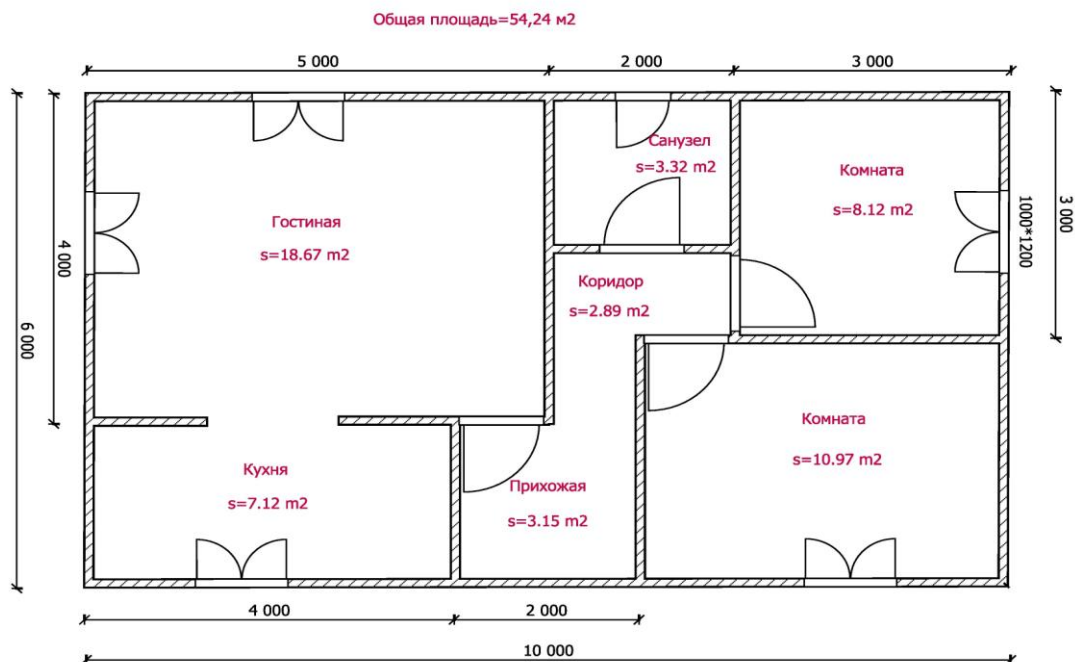 Общая площадь=54,24 м2
5 000
2 000
3 000
Санузел
s=3.32 m2
Комната
s=8.12 m2
1000*1200
3 000
Гостиная
s=18.67 m2
4 000
6 000
Коридор
s=2.89 m2
Комната
s=10.97 m2
Кухня
s=7.12 m2
Прихожая
s=3.15 m2
4 000
2 000
10 000